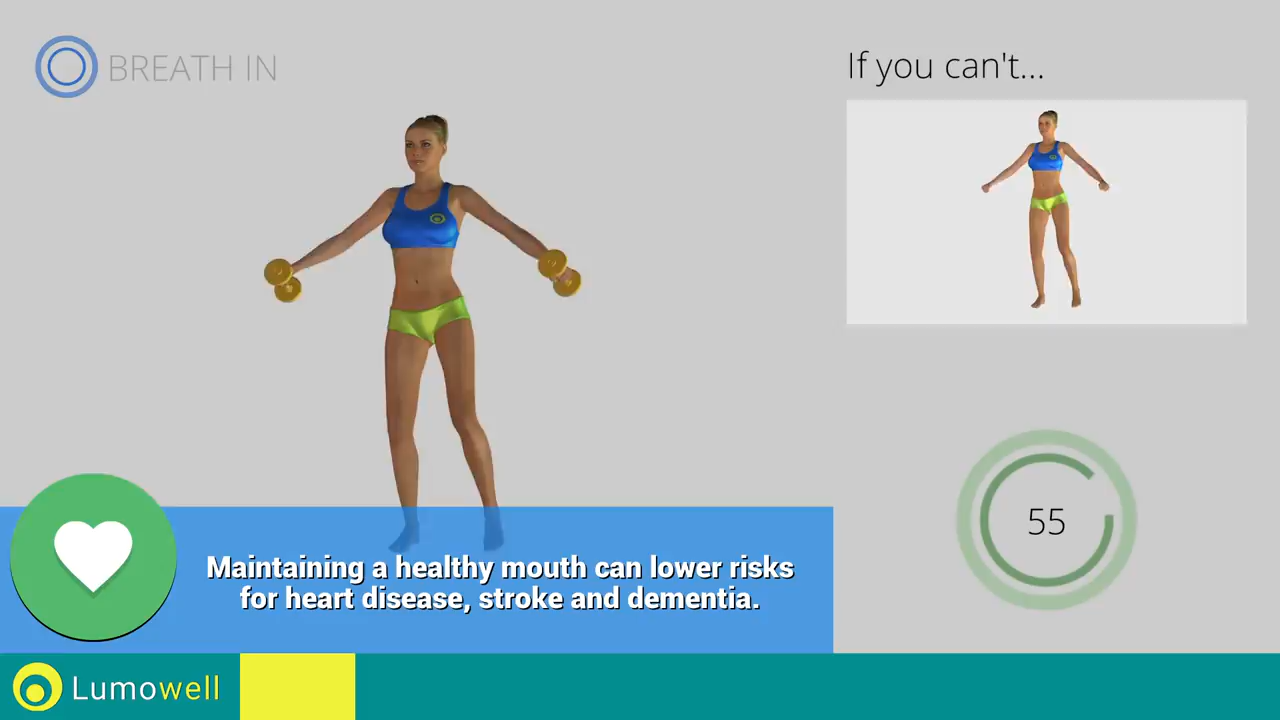 BREATH IN
If you can't...
55
Maintaining a healthy mouth can lower risks
for heart disease, stroke and dementia.
Lumowell